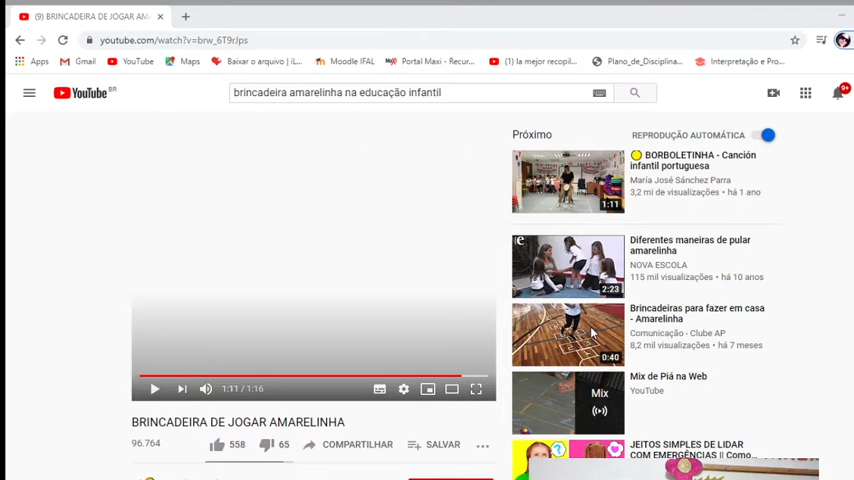 (9) BRINCADEIRA DE JOGAR AMA
youtube.com/watch?v=brw_6T9rJps
Apps Gmail YouTube Maps Baixar o arquivo | iL... Moodle IFAL Portal Maxi - Recur... (1) la mejor recopil... Plano_de_Disciplina... Interpretação e Pro...
YouTube BR
brincadeira amarelinha na educação infantil
9+
Próximo
REPRODUÇÃO AUTOMÁTICA
BORBOLETINHA - Canción
infantil portuguesa
María José Sánchez Parra
3,2 mi de visualizações • há 1 ano
1:11
Diferentes maneiras de pular
amarelinha
NOVA ESCOLA
115 mil visualizações • há 10 anos
2:23
Brincadeiras para fazer em casa
- Amarelinha
Comunicação - Clube AP
8,2 mil visualizações • há 7 meses
0:40
Mix de Piá na Web
YouTube
Mix
JEITOS SIMPLES DE LIDAR
COM EMERGÊNCIAS || Como...
1:11 / 1:16
BRINCADEIRA DE JOGAR AMARELINHA
96.764
558
65
COMPARTILHAR
SALVAR